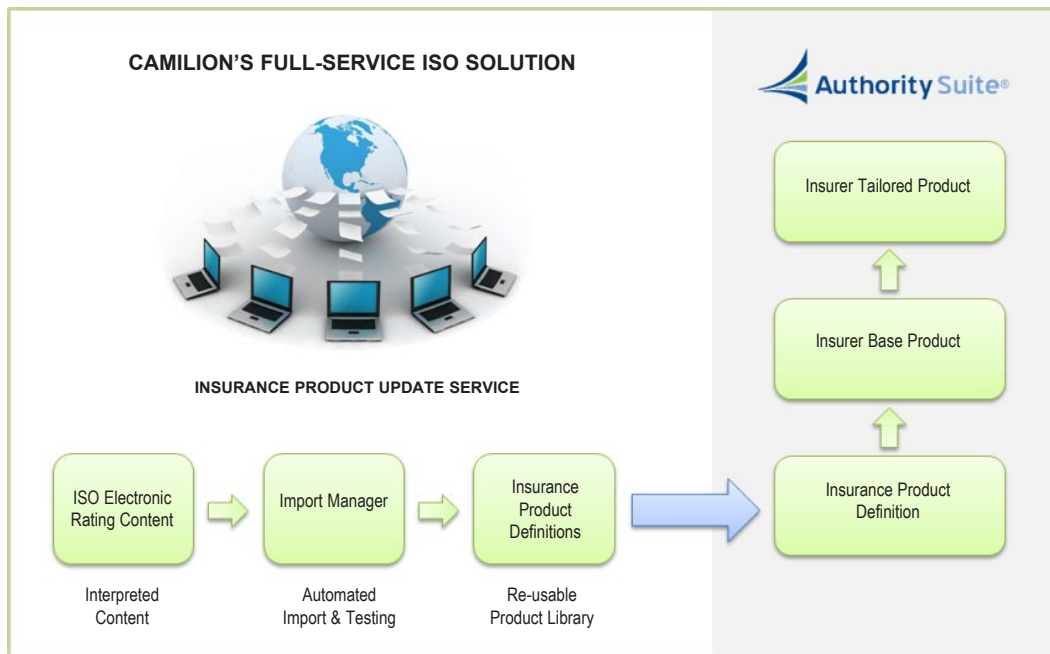 CAMILION’S FULL-SERVICE ISO SOLUTION
INSURANCE PRODUCT UPDATE SERVICE
ISO Electronic
Rating Content
Import Manager
Insurance
Product
Definitions
Interpreted
Content
Automated
Import & Testing
Re-usable
Product Library
Authority Suite®
Insurer Tailored Product
Insurer Base Product
Insurance Product
Definition